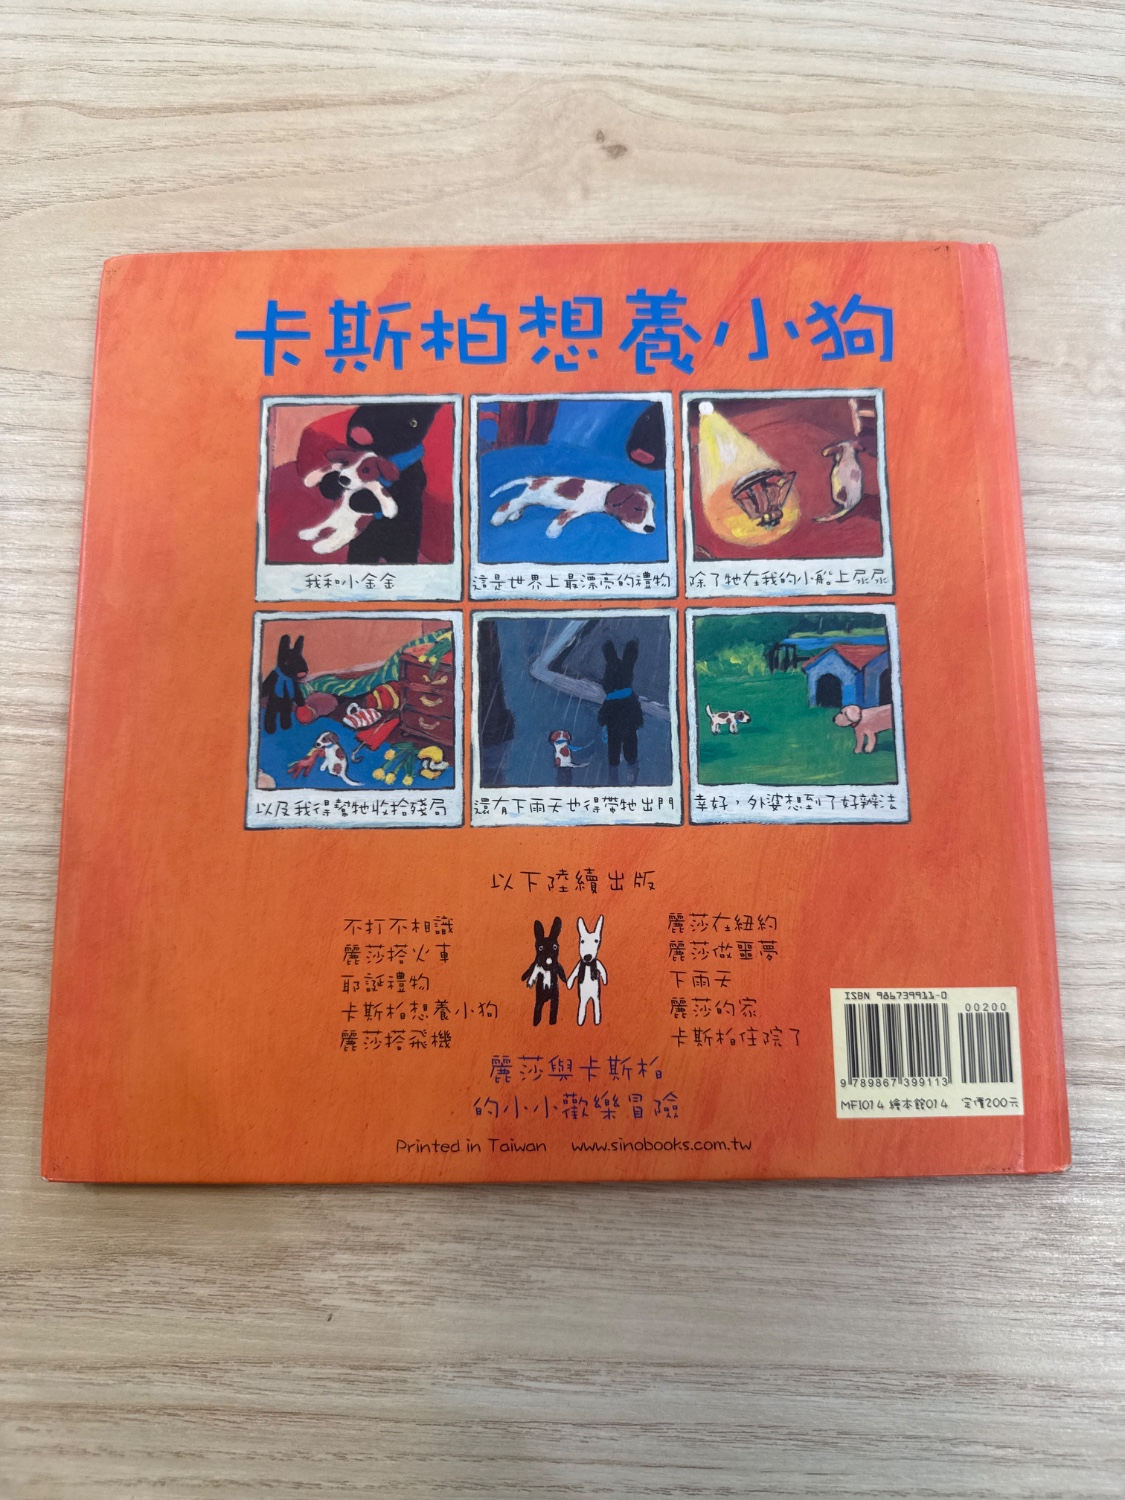 卡斯柏想養小狗
我和小金金
這是世界上最漂亮的禮物
除了牠在我的小船上尿尿
以及我得幫牠收拾殘局
還有下雨天也得帶牠出門
幸好，外婆想到了好辦法
以下陸續出版
不打不相識
麗莎搭火車
耶誕禮物
卡斯柏想養小狗
麗莎搭飛機
麗莎在紐約
麗莎做噩夢
下雨天
麗莎的家
卡斯柏住院了
麗莎與卡斯柏
的小小歡樂冒險
Printed in Taiwan www.sinobooks.com.tw
ISBN 986739911-0
00200
9 789867 399113
MF1014 繪本館014 定價200元